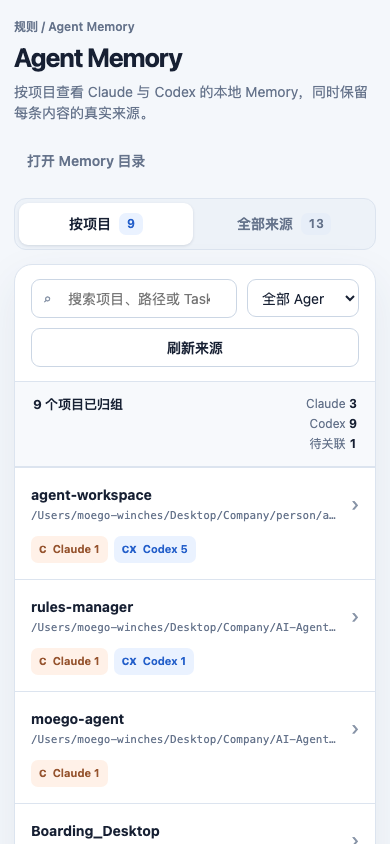 规则 / Agent Memory
Agent Memory
按项目查看 Claude 与 Codex 的本地 Memory，同时保留
每条内容的真实来源。
打开 Memory 目录
按项目 9
全部来源 13
搜索项目、路径或 Task
全部 Ager
刷新来源
9 个项目已归组
Claude 3
Codex 9
待关联 1
agent-workspace
/Users/moego-winches/Desktop/Company/person/a…
C Claude 1 CX Codex 5
rules-manager
/Users/moego-winches/Desktop/Company/AI-Agent…
C Claude 1 CX Codex 1
moego-agent
/Users/moego-winches/Desktop/Company/AI-Agent…
C Claude 1
Boarding_Desktop